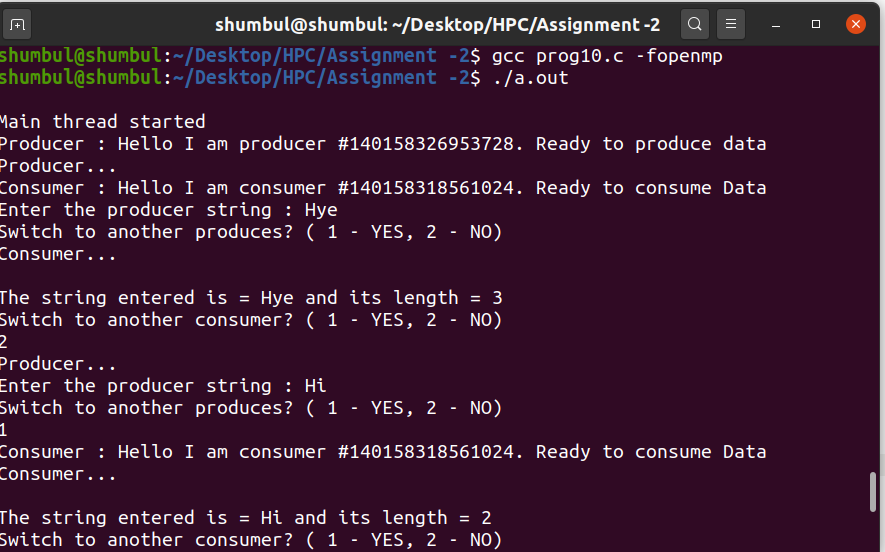 shumbul@shumbul: ~/Desktop/HPC/Assignment -2
shumbul@shumbul:~/Desktop/HPC/Assignment -2$ gcc prog10.c -fopenmp
shumbul@shumbul:~/Desktop/HPC/Assignment -2$ ./a.out
Main thread started
Producer : Hello I am producer #140158326953728. Ready to produce data
Producer...
Consumer : Hello I am consumer #140158318561024. Ready to consume Data
Enter the producer string : Hye
Switch to another produces? ( 1 - YES, 2 - NO)
Consumer...
The string entered is = Hye and its length = 3
Switch to another consumer? ( 1 - YES, 2 - NO)
2
Producer...
Enter the producer string : Hi
Switch to another produces? ( 1 - YES, 2 - NO)
1
Consumer : Hello I am consumer #140158318561024. Ready to consume Data
Consumer...
The string entered is = Hi and its length = 2
Switch to another consumer? ( 1 - YES, 2 - NO)